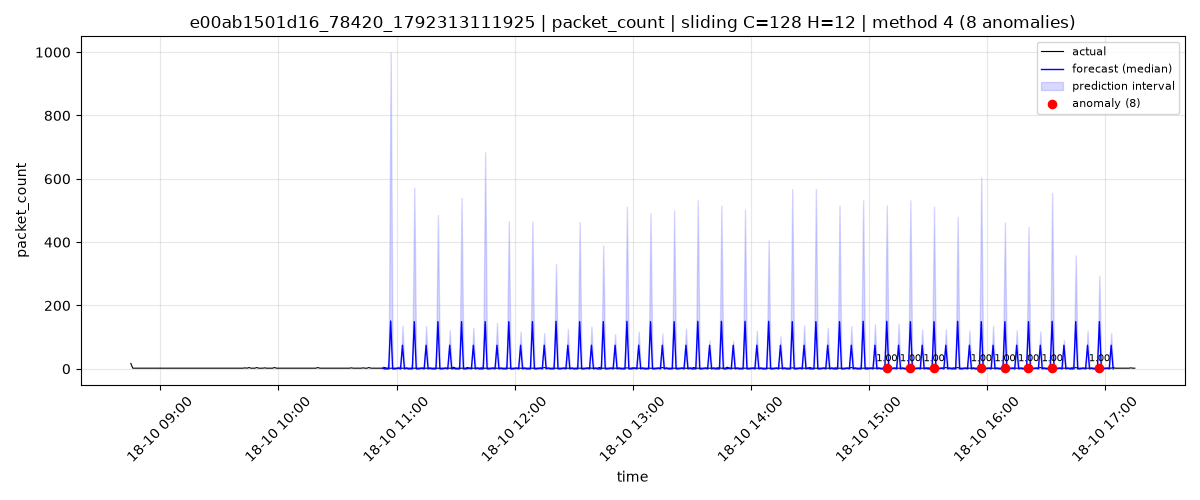 e00ab1501d16_78420_1792313111925 | packet_count | sliding C=128 H=12 | method 4 (8 anomalies)
actual
forecast (median)
prediction interval
anomaly (8)
packet_count
1000
800
600
400
200
0
1.00 1.00 1.00 1.00 1.00 1.00 1.00 1.00
18-10 09:00
18-10 10:00
18-10 11:00
18-10 12:00
18-10 13:00
18-10 14:00
18-10 15:00
18-10 16:00
18-10 17:00
time